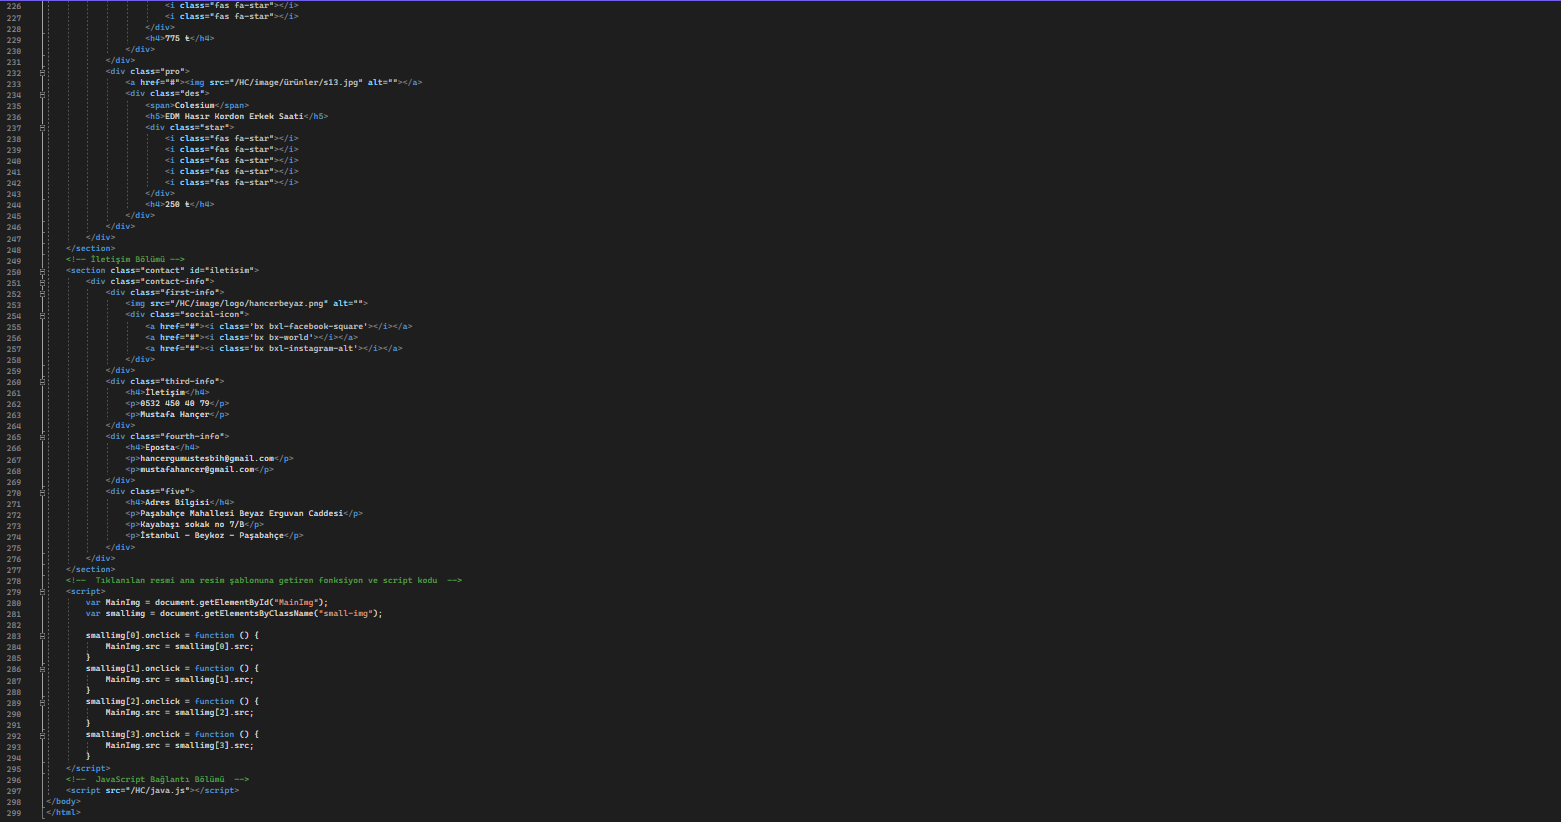 226 <i class="fas fa-star"></i>
227 <i class="fas fa-star"></i>
228 </div>
229 <h4>775 ₺</h4>
230 </div>
231 </div>
232 <div class="pro">
233 <a href="#"><img src="/HC/image/ürünler/s13.jpg" alt=""></a>
234 <div class="des">
235 <span>Colesium</span>
236 <h5>EDM Hasır Kordon Erkek Saati</h5>
237 <div class="star">
238 <i class="fas fa-star"></i>
239 <i class="fas fa-star"></i>
240 <i class="fas fa-star"></i>
241 <i class="fas fa-star"></i>
242 <i class="fas fa-star"></i>
243 </div>
244 <h4>250 ₺</h4>
245 </div>
246 </div>
247 </div>
248 </section>
249 <!-- İletişim Bölümü -->
250 <section class="contact" id="iletisim">
251 <div class="contact-info">
252 <div class="first-info">
253 <img src="/HC/image/logo/hancerbeyaz.png" alt="">
254 <div class="social-icon">
255 <a href="#"><i class='bx bxl-facebook-square'></i></a>
256 <a href="#"><i class='bx bx-world'></i></a>
257 <a href="#"><i class='bx bxl-instagram-alt'></i></a>
258 </div>
259 </div>
260 <div class="third-info">
261 <h4>İletişim</h4>
262 <p>0532 450 40 79</p>
263 <p>Mustafa Hançer</p>
264 </div>
265 <div class="fourth-info">
266 <h4>Eposta</h4>
267 <p>hancergumustesbih@gmail.com</p>
268 <p>mustafahancer@gmail.com</p>
269 </div>
270 <div class="five">
271 <h4>Adres Bilgisi</h4>
272 <p>Paşabahçe Mahallesi Beyaz Erguvan Caddesi</p>
273 <p>Kayabaşı sokak no 7/B</p>
274 <p>İstanbul - Beykoz - Paşabahçe</p>
275 </div>
276 </div>
277 </section>
278 <!--  Tıklanılan resmi ana resim şablonuna getiren fonksiyon ve script kodu  -->
279 <script>
280 var MainImg = document.getElementById("MainImg");
281 var smallimg = document.getElementsByClassName("small-img");
282
283 smallimg[0].onclick = function () {
284 MainImg.src = smallimg[0].src;
285 }
286 smallimg[1].onclick = function () {
287 MainImg.src = smallimg[1].src;
288 }
289 smallimg[2].onclick = function () {
290 MainImg.src = smallimg[2].src;
291 }
292 smallimg[3].onclick = function () {
293 MainImg.src = smallimg[3].src;
294 }
295 </script>
296 <!--  JavaScript Bağlantı Bölümü  -->
297 <script src="/HC/java.js"></script>
298 </body>
299 </html>